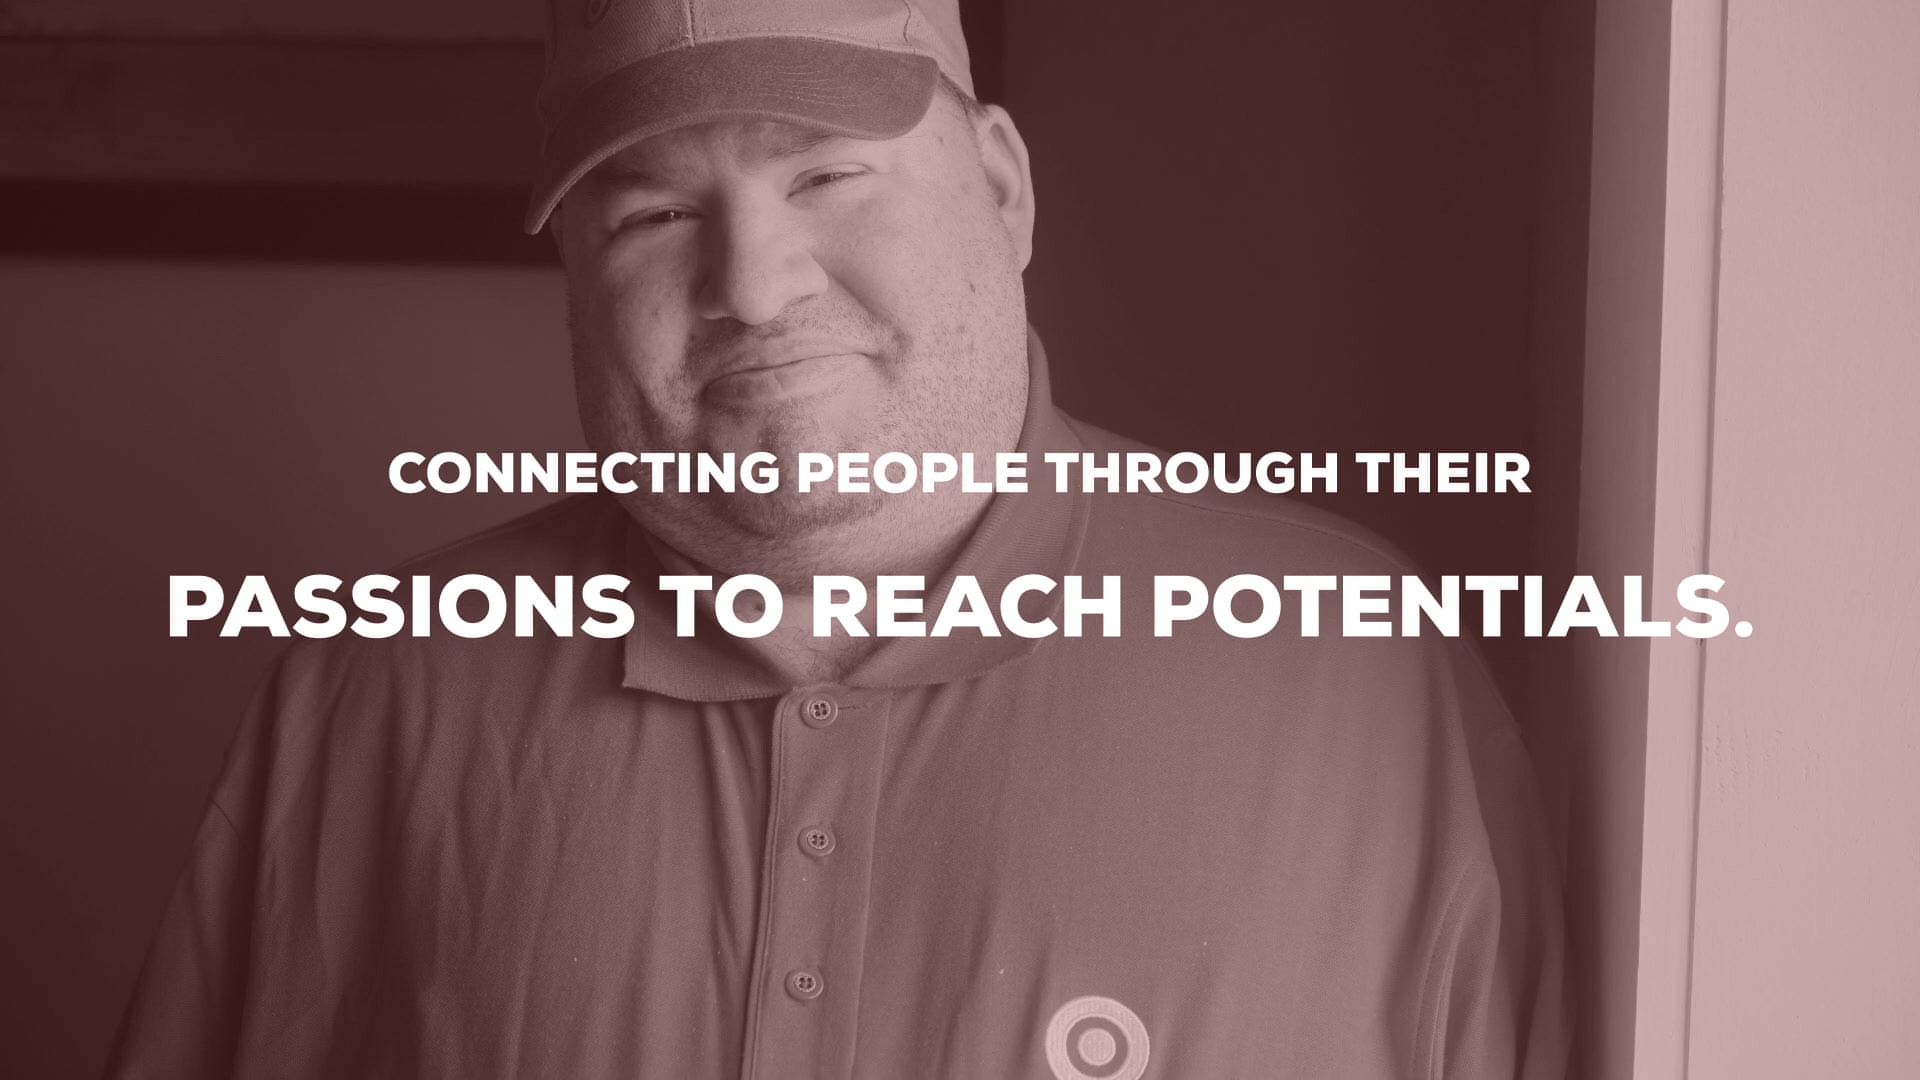 CONNECTING PEOPLE THROUGH THEIR
PASSIONS TO REACH POTENTIALS.